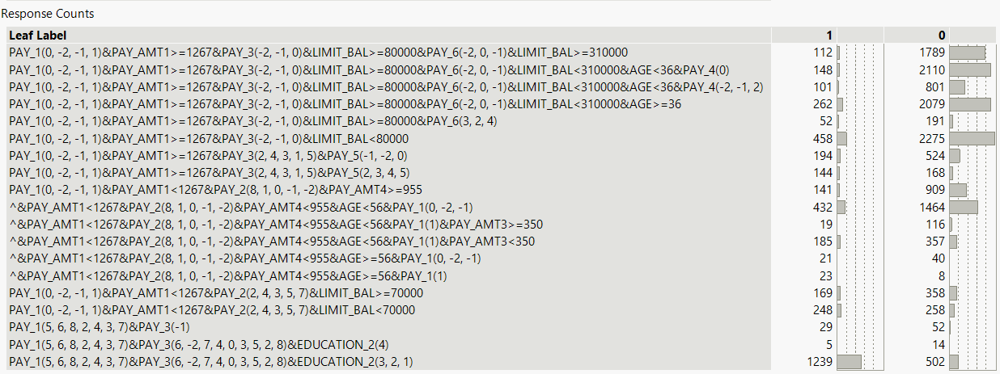 Response Counts
Leaf Label 1 0
PAY_1(0, -2, -1, 1)&PAY_AMT1>=1267&PAY_3(-2, -1, 0)&LIMIT_BAL>=80000&PAY_6(-2, 0, -1)&LIMIT_BAL>=310000 112 1789
PAY_1(0, -2, -1, 1)&PAY_AMT1>=1267&PAY_3(-2, -1, 0)&LIMIT_BAL>=80000&PAY_6(-2, 0, -1)&LIMIT_BAL<310000&AGE<36&PAY_4(0) 148 2110
PAY_1(0, -2, -1, 1)&PAY_AMT1>=1267&PAY_3(-2, -1, 0)&LIMIT_BAL>=80000&PAY_6(-2, 0, -1)&LIMIT_BAL<310000&AGE<36&PAY_4(-2, -1, 2) 101 801
PAY_1(0, -2, -1, 1)&PAY_AMT1>=1267&PAY_3(-2, -1, 0)&LIMIT_BAL>=80000&PAY_6(-2, 0, -1)&LIMIT_BAL<310000&AGE>=36 262 2079
PAY_1(0, -2, -1, 1)&PAY_AMT1>=1267&PAY_3(-2, -1, 0)&LIMIT_BAL>=80000&PAY_6(3, 2, 4) 52 191
PAY_1(0, -2, -1, 1)&PAY_AMT1>=1267&PAY_3(-2, -1, 0)&LIMIT_BAL<80000 458 2275
PAY_1(0, -2, -1, 1)&PAY_AMT1>=1267&PAY_3(2, 4, 3, 1, 5)&PAY_5(-1, -2, 0) 194 524
PAY_1(0, -2, -1, 1)&PAY_AMT1>=1267&PAY_3(2, 4, 3, 1, 5)&PAY_5(2, 3, 4, 5) 144 168
PAY_1(0, -2, -1, 1)&PAY_AMT1<1267&PAY_2(8, 1, 0, -1, -2)&PAY_AMT4>=955 141 909
^&PAY_AMT1<1267&PAY_2(8, 1, 0, -1, -2)&PAY_AMT4<955&AGE<56&PAY_1(0, -2, -1) 432 1464
^&PAY_AMT1<1267&PAY_2(8, 1, 0, -1, -2)&PAY_AMT4<955&AGE<56&PAY_1(1)&PAY_AMT3>=350 19 116
^&PAY_AMT1<1267&PAY_2(8, 1, 0, -1, -2)&PAY_AMT4<955&AGE<56&PAY_1(1)&PAY_AMT3<350 185 357
^&PAY_AMT1<1267&PAY_2(8, 1, 0, -1, -2)&PAY_AMT4<955&AGE>=56&PAY_1(0, -2, -1) 21 40
^&PAY_AMT1<1267&PAY_2(8, 1, 0, -1, -2)&PAY_AMT4<955&AGE>=56&PAY_1(1) 23 8
PAY_1(0, -2, -1, 1)&PAY_AMT1<1267&PAY_2(2, 4, 3, 5, 7)&LIMIT_BAL>=70000 169 358
PAY_1(0, -2, -1, 1)&PAY_AMT1<1267&PAY_2(2, 4, 3, 5, 7)&LIMIT_BAL<70000 248 258
PAY_1(5, 6, 8, 2, 4, 3, 7)&PAY_3(-1) 29 52
PAY_1(5, 6, 8, 2, 4, 3, 7)&PAY_3(6, -2, 7, 4, 0, 3, 5, 2, 8)&EDUCATION_2(4) 5 14
PAY_1(5, 6, 8, 2, 4, 3, 7)&PAY_3(6, -2, 7, 4, 0, 3, 5, 2, 8)&EDUCATION_2(3, 2, 1) 1239 502